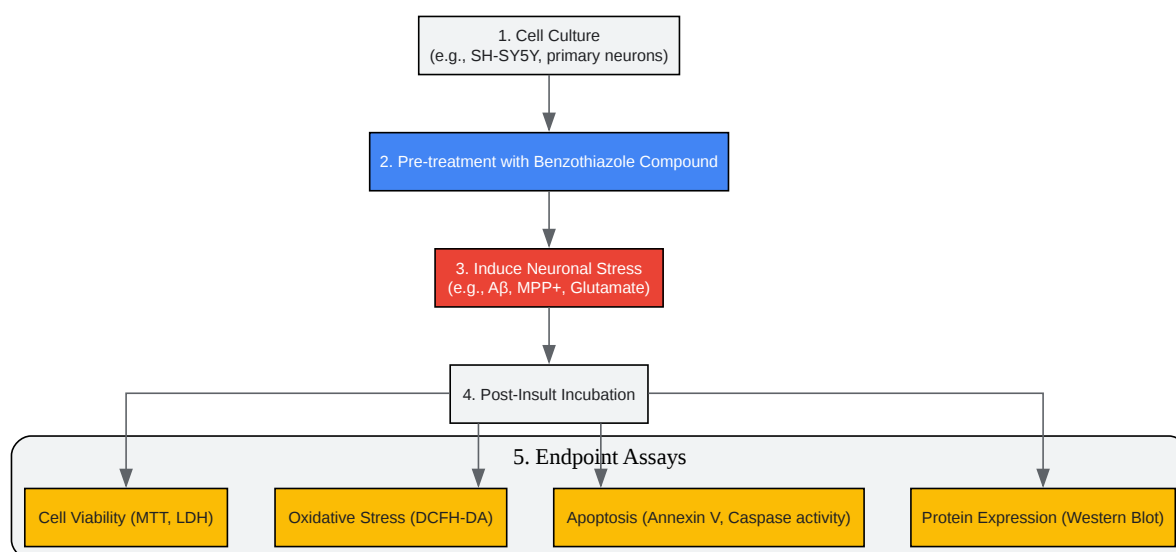 1. Cell Culture
(e.g., SH-SY5Y, primary neurons)
2. Pre-treatment with Benzothiazole Compound
3. Induce Neuronal Stress
(e.g., Aβ, MPP+, Glutamate)
4. Post-Insult Incubation
5. Endpoint Assays
Cell Viability (MTT, LDH)
Oxidative Stress (DCFH-DA)
Apoptosis (Annexin V, Caspase activity)
Protein Expression (Western Blot)